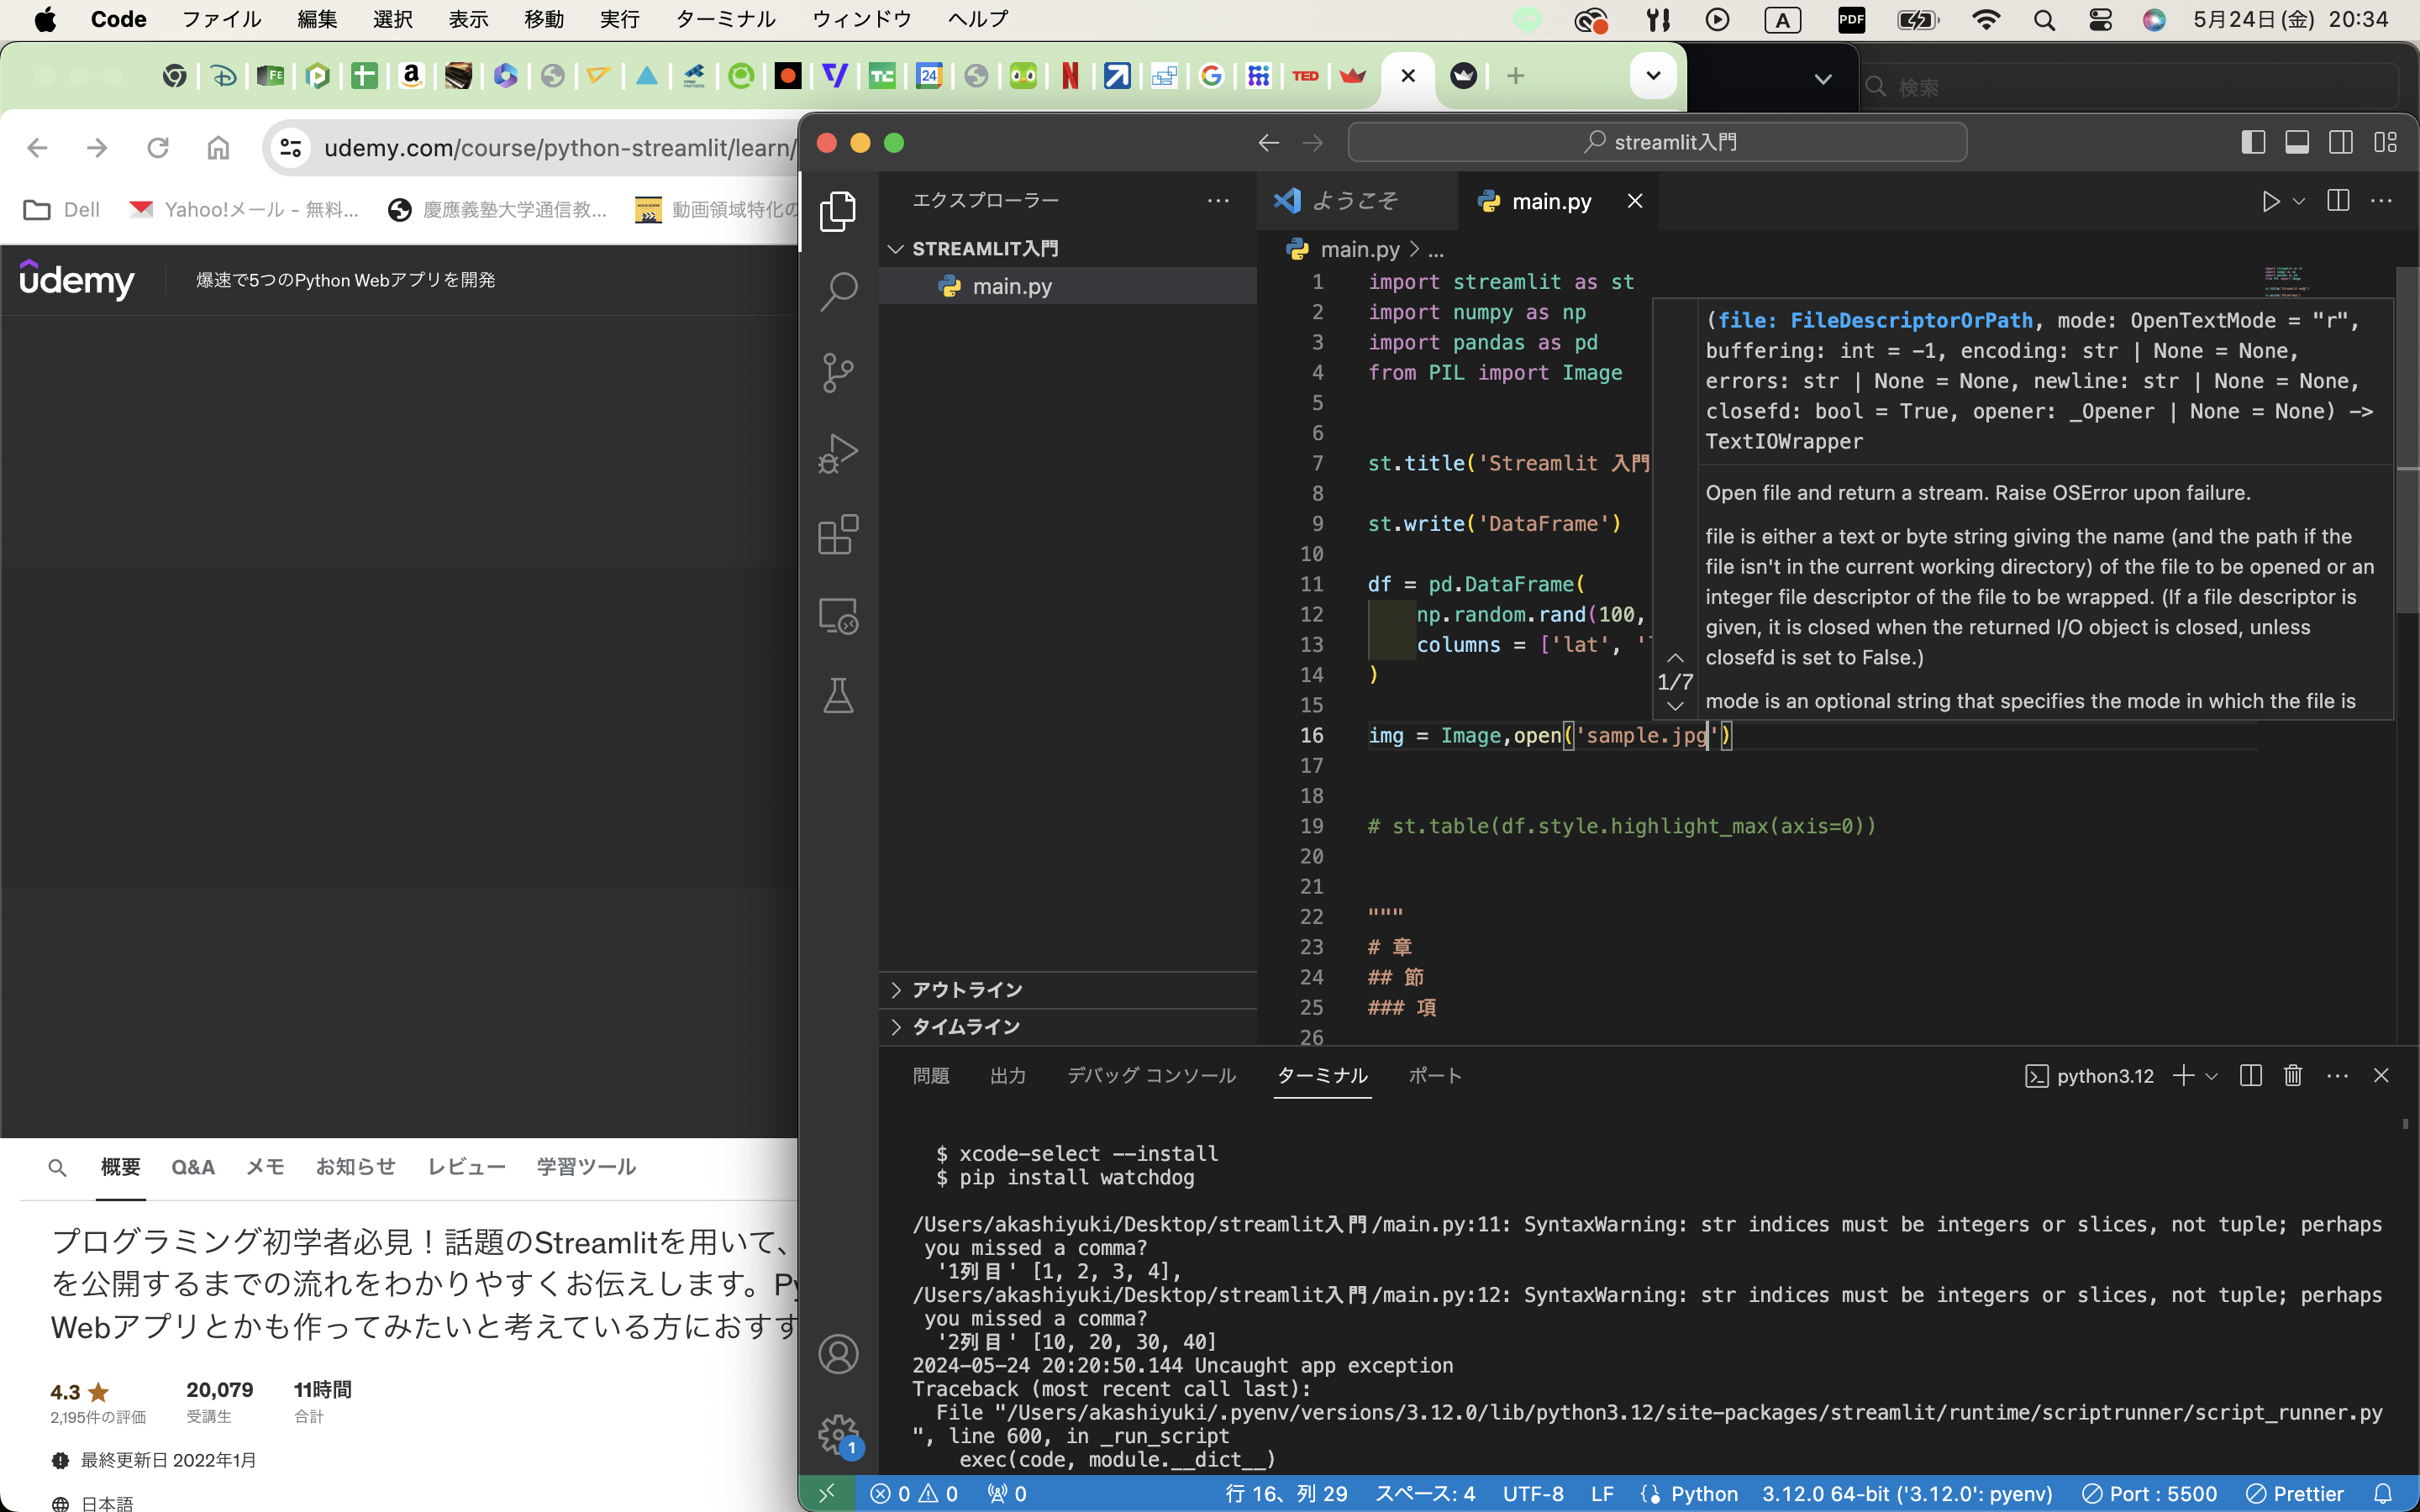 Code ファイル 編集 選択 表示 移動 実行 ターミナル ウィンドウ ヘルプ
A PDF 5月24日(金) 20:34
FE a TC 24 N G TED
検索
udemy.com/course/python-streamlit/learn/
Dell Yahoo!メール - 無料... 慶應義塾大学通信教... 動画領域特化の
udemy 爆速で5つのPython Webアプリを開発
概要 Q&A メモ お知らせ レビュー 学習ツール
プログラミング初学者必見！話題のStreamlitを用いて、
を公開するまでの流れをわかりやすくお伝えします。Py
Webアプリとかも作ってみたいと考えている方におすす
4.3 20,079 11時間
2,195件の評価 受講生 合計
最終更新日 2022年1月
日本語
streamlit入門
エクスプローラー
STREAMLIT入門
main.py
アウトライン
タイムライン
1
ようこそ main.py
main.py > ...
1 import streamlit as st
2 import numpy as np
3 import pandas as pd
4 from PIL import Image
5
6
7 st.title('Streamlit 入門
8
9 st.write('DataFrame')
10
11 df = pd.DataFrame(
12 np.random.rand(100,
13 columns = ['lat', '
14 )
15
16 img = Image,open('sample.jpg')
17
18
19 # st.table(df.style.highlight_max(axis=0))
20
21
22 """
23 # 章
24 ## 節
25 ### 項
26
(file: FileDescriptorOrPath, mode: OpenTextMode = "r",
buffering: int = -1, encoding: str | None = None,
errors: str | None = None, newline: str | None = None,
closefd: bool = True, opener: _Opener | None = None) ->
TextIOWrapper
Open file and return a stream. Raise OSError upon failure.
file is either a text or byte string giving the name (and the path if the
file isn't in the current working directory) of the file to be opened or an
integer file descriptor of the file to be wrapped. (If a file descriptor is
given, it is closed when the returned I/O object is closed, unless
closefd is set to False.)
1/7
mode is an optional string that specifies the mode in which the file is
問題 出力 デバッグ コンソール ターミナル ポート python3.12
$ xcode-select --install
$ pip install watchdog
/Users/akashiyuki/Desktop/streamlit入門/main.py:11: SyntaxWarning: str indices must be integers or slices, not tuple; perhaps
you missed a comma?
'1列目' [1, 2, 3, 4],
/Users/akashiyuki/Desktop/streamlit入門/main.py:12: SyntaxWarning: str indices must be integers or slices, not tuple; perhaps
you missed a comma?
'2列目' [10, 20, 30, 40]
2024-05-24 20:20:50.144 Uncaught app exception
Traceback (most recent call last):
File "/Users/akashiyuki/.pyenv/versions/3.12.0/lib/python3.12/site-packages/streamlit/runtime/scriptrunner/script_runner.py
", line 600, in _run_script
exec(code, module.__dict__)
0 0 0 行 16、列 29 スペース: 4 UTF-8 LF Python 3.12.0 64-bit ('3.12.0': pyenv) Port : 5500 Prettier